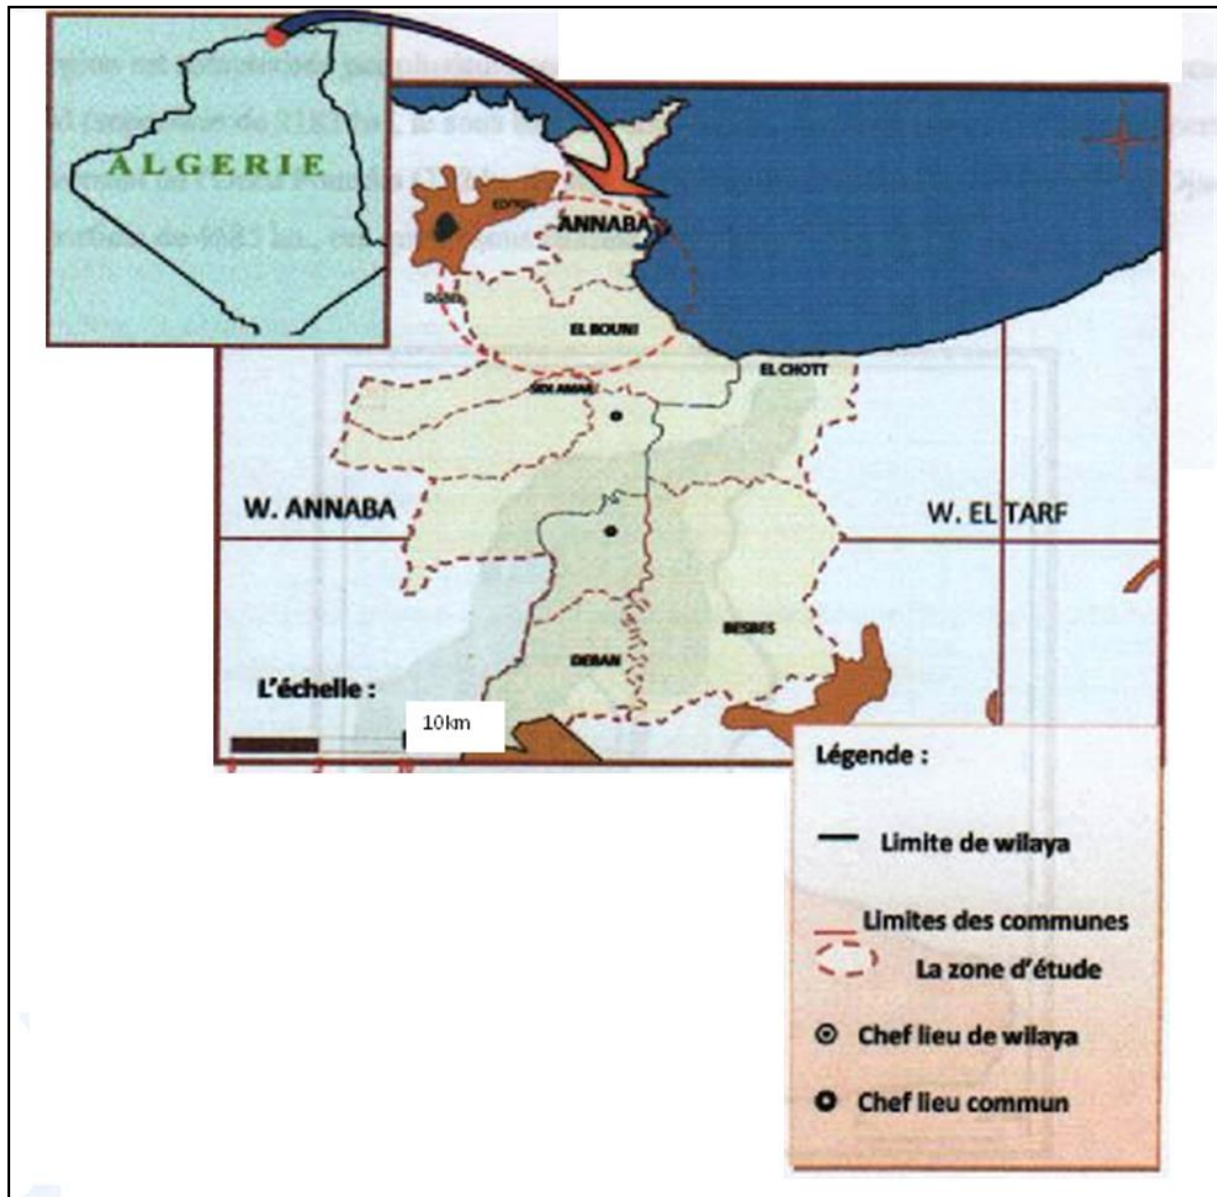 ALGERIE
ANNABA
EL BOUNI
EL CHOTT
SIDI AMAR
W. ANNABA
W. EL TARF
BESBES
DEBAN
L'échelle :
10km
Légende :
Limite de wilaya
Limites des communes
La zone d'étude
Chef lieu de wilaya
Chef lieu commun